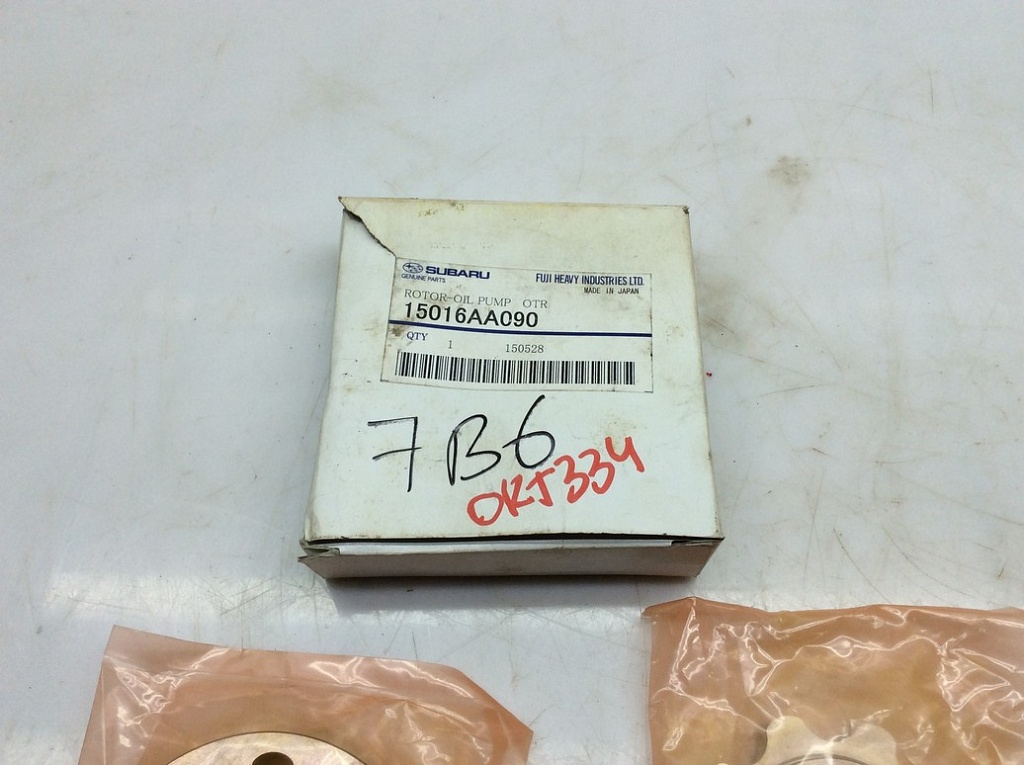 SUBARU
GENUINE PARTS
FUJI HEAVY INDUSTRIES LTD.
MADE IN JAPAN
ROTOR-OIL PUMP OTR
15016AA090
QTY 1 150528
7B6
OKJ334